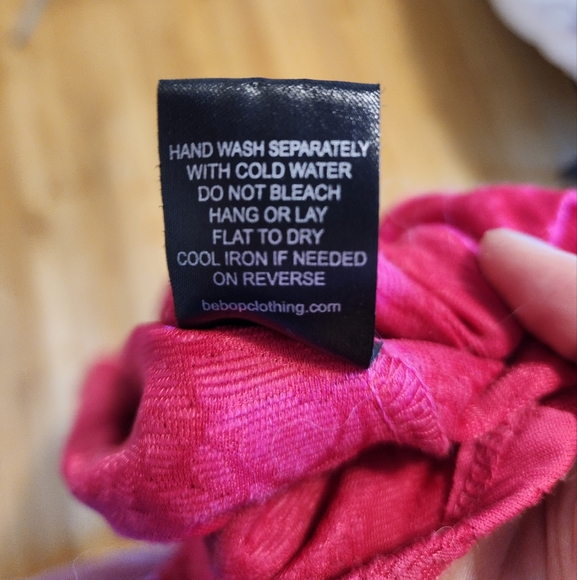 HAND WASH SEPARATELY
WITH COLD WATER
DO NOT BLEACH
HANG OR LAY
FLAT TO DRY
COOL IRON IF NEEDED
ON REVERSE
bebopclothing.com